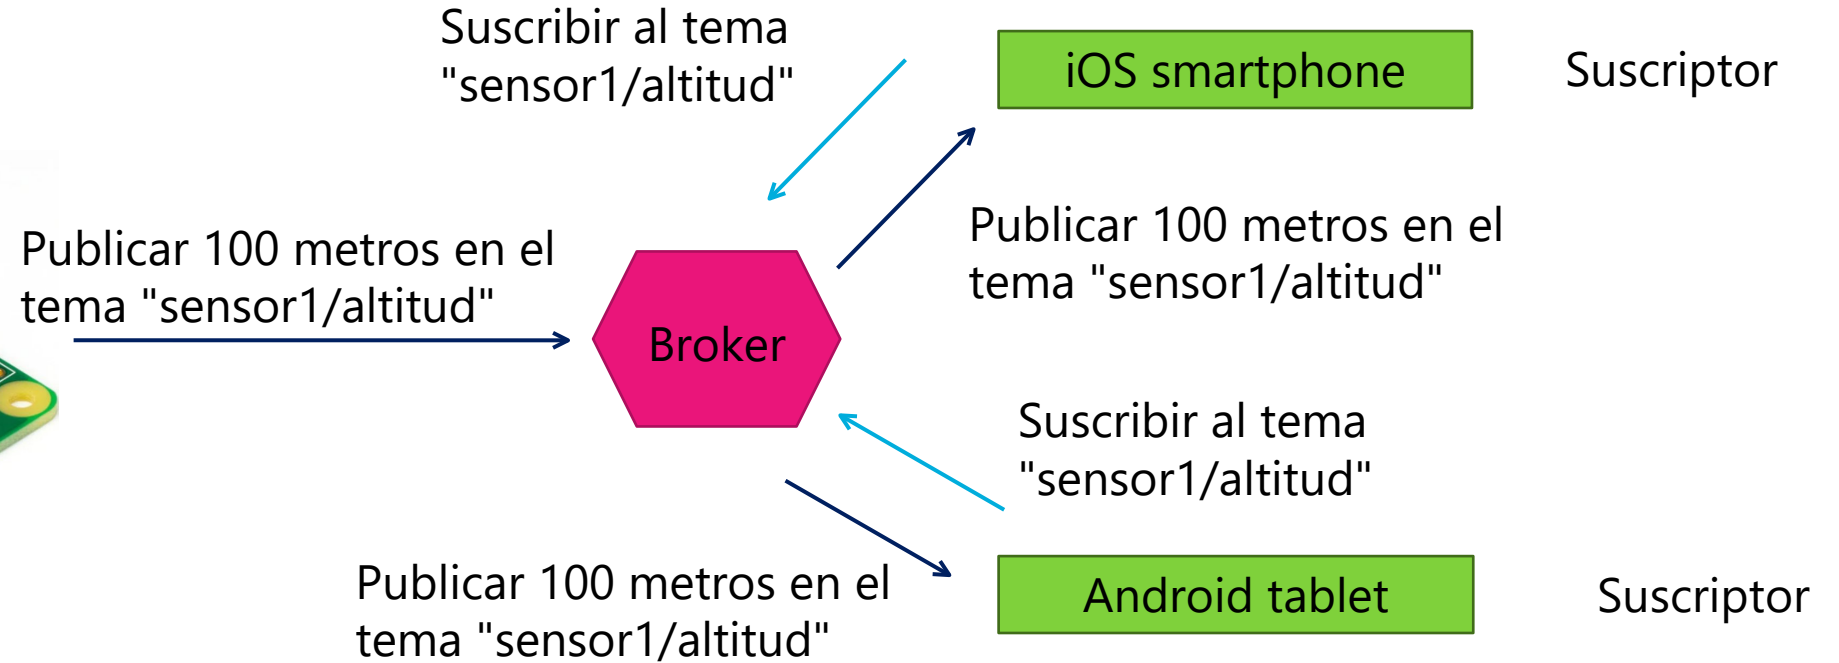 Suscribir al tema
"sensor1/altitud"
iOS smartphone
Suscriptor
Publicar 100 metros en el
tema "sensor1/altitud"
Publicar 100 metros en el
tema "sensor1/altitud"
Broker
Suscribir al tema
"sensor1/altitud"
Publicar 100 metros en el
tema "sensor1/altitud"
Android tablet
Suscriptor